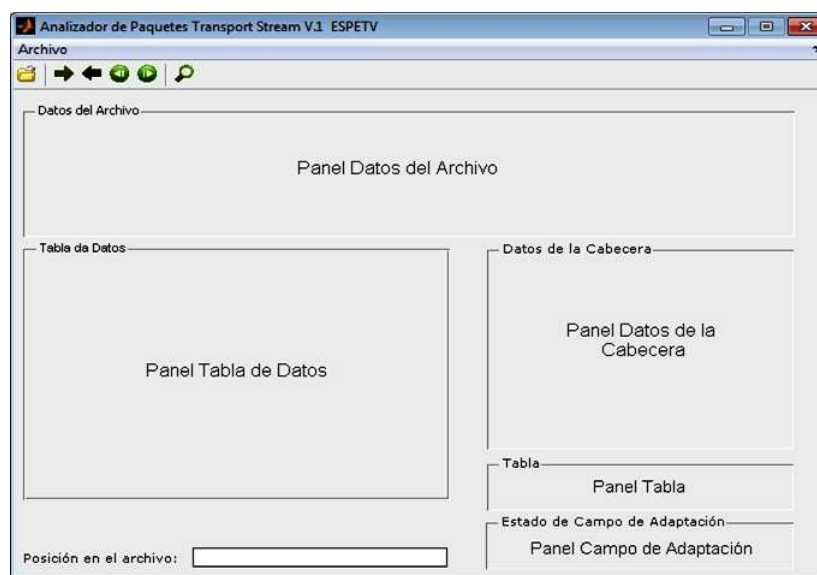 Analizador de Paquetes Transport Stream V.1 ESPETV
Archivo
Datos del Archivo
Panel Datos del Archivo
Tabla da Datos
Panel Tabla de Datos
Datos de la Cabecera
Panel Datos de la
Cabecera
Tabla
Panel Tabla
Estado de Campo de Adaptación
Panel Campo de Adaptación
Posición en el archivo: